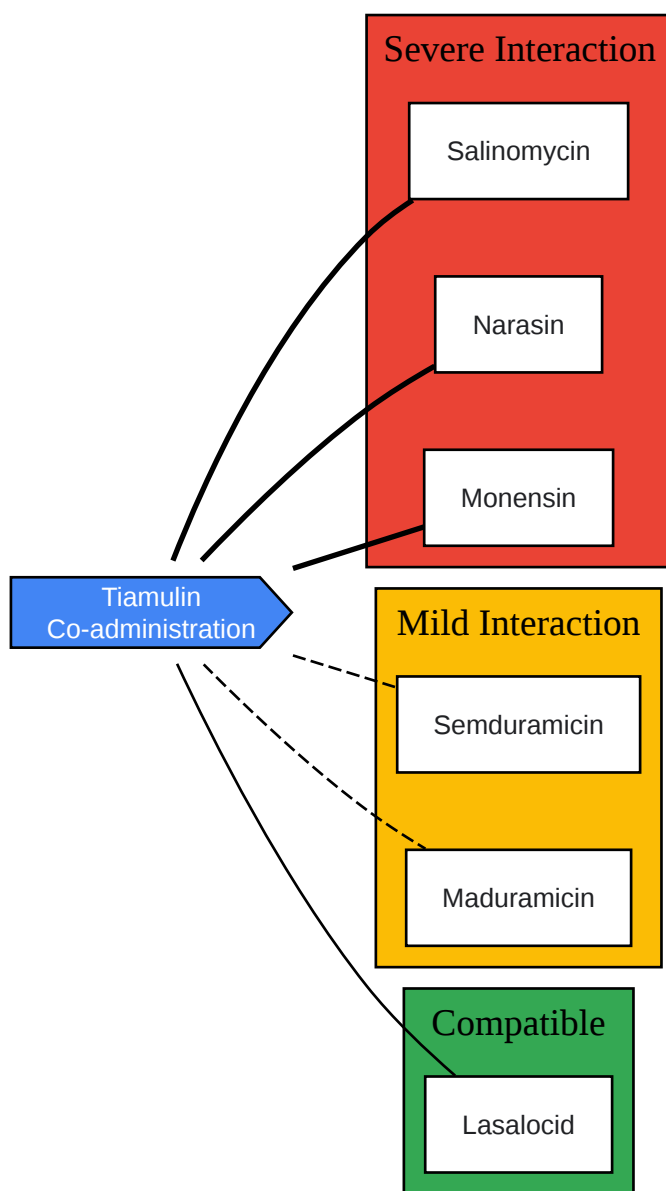 Severe Interaction
Salinomycin
Narasin
Monensin
Tiamulin
Co-administration
Mild Interaction
Semduramicin
Maduramicin
Compatible
Lasalocid